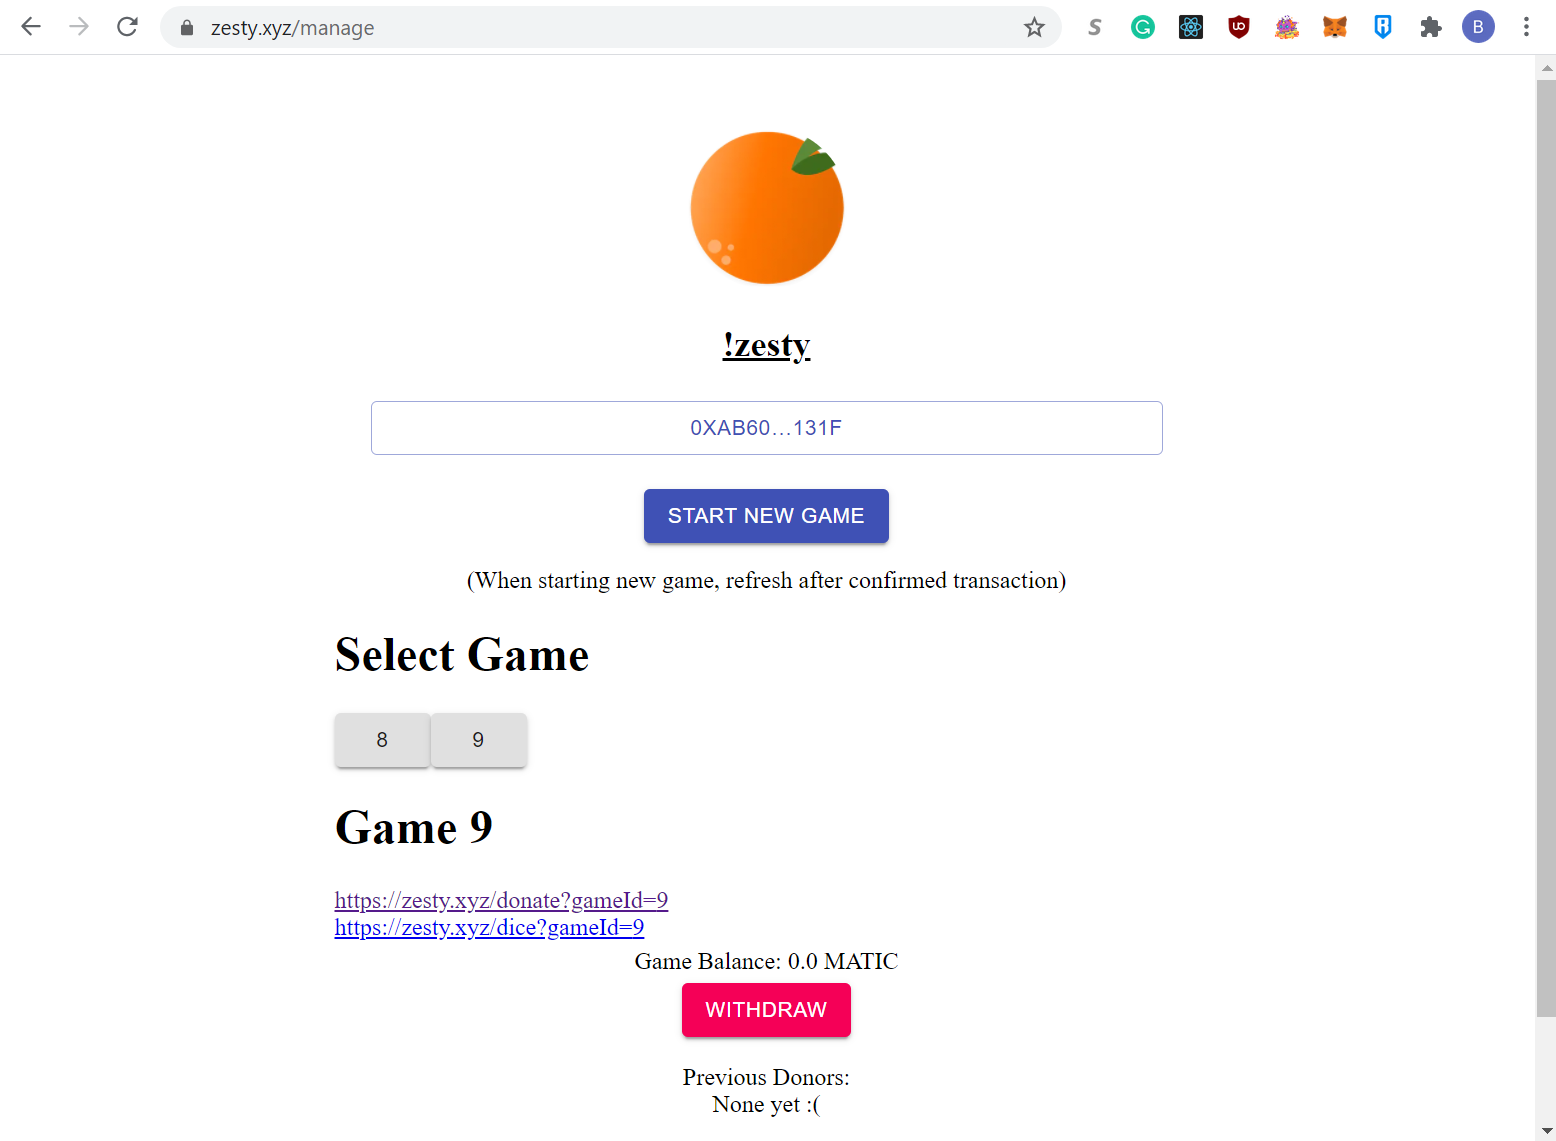 zesty.xyz/manage
S
G
B
!zesty
0XAB60...131F
START NEW GAME
(When starting new game, refresh after confirmed transaction)
Select Game
8 9
Game 9
https://zesty.xyz/donate?gameId=9
https://zesty.xyz/dice?gameId=9
Game Balance: 0.0 MATIC
WITHDRAW
Previous Donors:
None yet :(